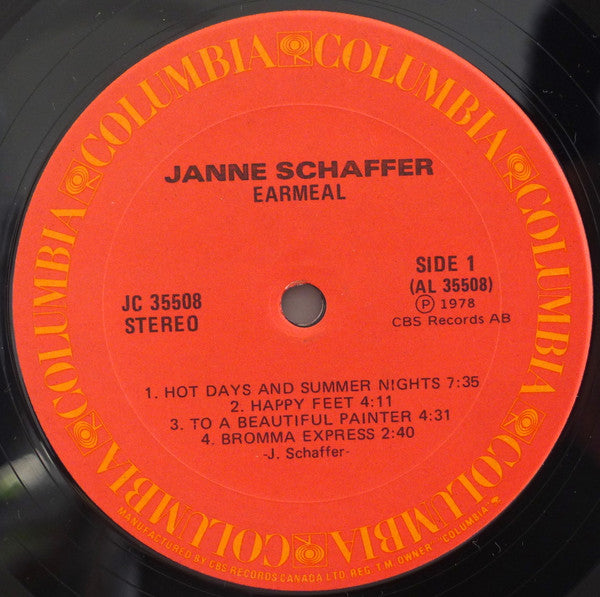 COLUMBIA COLUMBIA COLUMBIA COLUMBIA COLUMBIA COLUMBIA
JANNE SCHAFFER
EARMEAL
JC 35508
STEREO
SIDE 1
(AL 35508)
Ⓟ 1978
CBS Records AB
1. HOT DAYS AND SUMMER NIGHTS 7:35
2. HAPPY FEET 4:11
3. TO A BEAUTIFUL PAINTER 4:31
4. BROMMA EXPRESS 2:40
-J. Schaffer-
MANUFACTURED BY CBS RECORDS CANADA LTD. REG. T.M. OWNER "COLUMBIA"